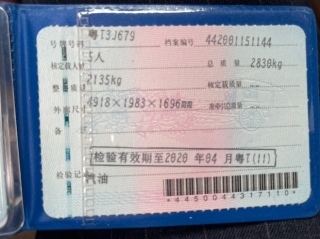 号牌号码 粤T3J679 档案编号 442001151144
核定载人数 5人 总 质 量 2830kg
整备质量 2135kg 核定载质量 --
外廓尺寸 4918×1983×1696mm 准牵引总质量 --
备 注
检验有效期至2020 年04 月粤T(11)
检验记录 汽油
*4450044317110*